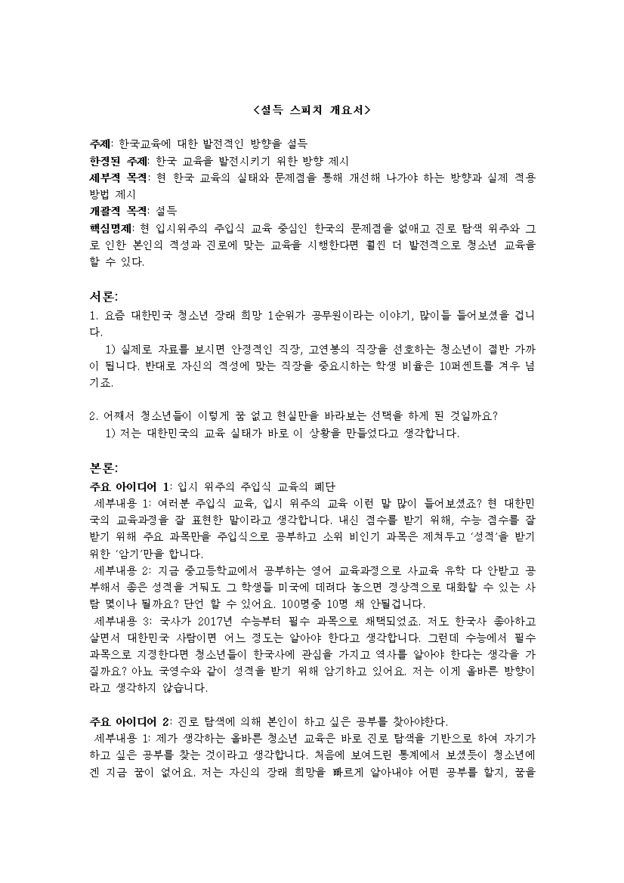 <설득 스피치 개요서>
주제: 한국교육에 대한 발전적인 방향을 설득
한정된 주제: 한국 교육을 발전시키기 위한 방향 제시
세부적 목적: 현 한국 교육의 실태와 문제점을 통해 개선해 나가야 하는 방향과 실제 적용
방법 제시
개괄적 목적: 설득
핵심명제: 현 입시위주의 주입식 교육 중심인 한국의 문제점을 없애고 진로 탐색 위주와 그
로 인한 본인의 적성과 진로에 맞는 교육을 시행한다면 훨씬 더 발전적으로 청소년 교육을
할 수 있다.
서론:
1. 요즘 대한민국 청소년 장래 희망 1순위가 공무원이라는 이야기, 많이들 들어보셨을 겁니
다.
1) 실제로 자료를 보시면 안정적인 직장, 고연봉의 직장을 선호하는 청소년이 절반 가까
이 됩니다. 반대로 자신의 적성에 맞는 직장을 중요시하는 학생 비율은 10퍼센트를 겨우 넘
기죠.
2. 어째서 청소년들이 이렇게 꿈 없고 현실만을 바라보는 선택을 하게 된 것일까요?
1) 저는 대한민국의 교육 실태가 바로 이 상황을 만들었다고 생각합니다.
본론:
주요 아이디어 1: 입시 위주의 주입식 교육의 폐단
세부내용 1: 여러분 주입식 교육, 입시 위주의 교육 이런 말 많이 들어보셨죠? 현 대한민
국의 교육과정을 잘 표현한 말이라고 생각합니다. 내신 점수를 받기 위해, 수능 점수를 잘
받기 위해 주요 과목만을 주입식으로 공부하고 소위 비인기 과목은 제쳐두고 ‘성적’을 받기
위한 ‘암기’만을 합니다.
세부내용 2: 지금 중고등학교에서 공부하는 영어 교육과정으로 사교육 유학 다 안받고 공
부해서 좋은 성적을 거둬도 그 학생들 미국에 데려다 놓으면 정상적으로 대화할 수 있는 사
람 몇이나 될까요? 단언 할 수 있어요. 100명중 10명 채 안될겁니다.
세부내용 3: 국사가 2017년 수능부터 필수 과목으로 채택되었죠. 저도 한국사 좋아하고
살면서 대한민국 사람이면 어느 정도는 알아야 한다고 생각합니다. 그런데 수능에서 필수
과목으로 지정한다면 청소년들이 한국사에 관심을 가지고 역사를 알아야 한다는 생각을 가
질까요? 아뇨 국영수와 같이 성적을 받기 위해 암기하고 있어요. 저는 이게 올바른 방향이
라고 생각하지 않습니다.
주요 아이디어 2: 진로 탐색에 의해 본인이 하고 싶은 공부를 찾아야한다.
세부내용 1: 제가 생각하는 올바른 청소년 교육은 바로 진로 탐색을 기반으로 하여 자기가
하고 싶은 공부를 찾는 것이라고 생각합니다. 처음에 보여드린 통계에서 보셨듯이 청소년에
겐 지금 꿈이 없어요. 저는 자신의 장래 희망을 빠르게 알아내야 어떤 공부를 할지, 꿈을